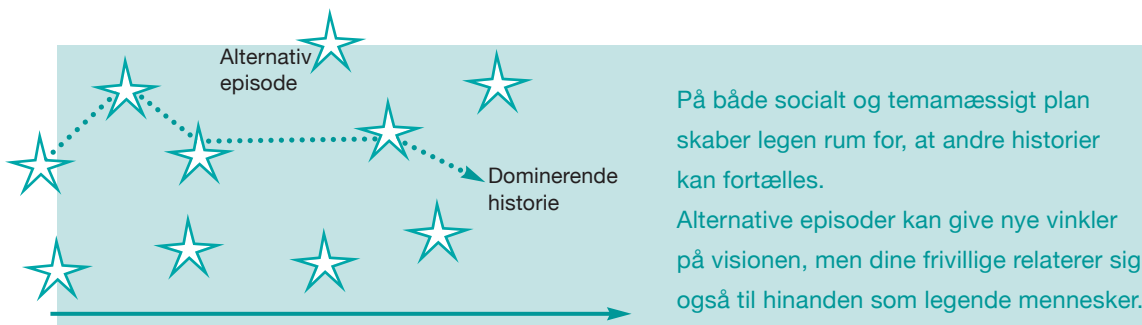 Alternativ
episode
Dominerende
historie
På både socialt og temamæssigt plan
skaber legen rum for, at andre historier
kan fortælles.
Alternative episoder kan give nye vinkler
på visionen, men dine frivillige relaterer sig
også til hinanden som legende mennesker.